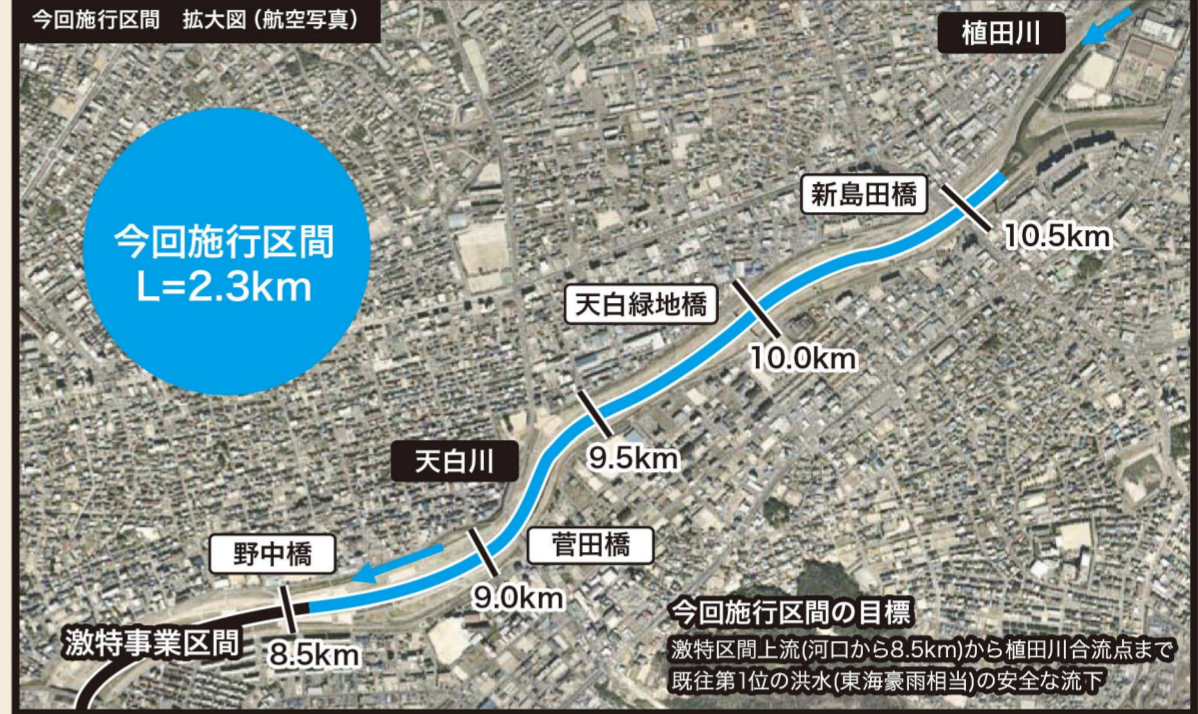 今回施行区間　拡大図（航空写真）
植田川
今回施行区間
L=2.3km
新島田橋
10.5km
天白緑地橋
10.0km
9.5km
天白川
菅田橋
野中橋
9.0km
激特事業区間
8.5km
今回施行区間の目標
激特区間上流(河口から8.5km)から植田川合流点まで
既往第1位の洪水(東海豪雨相当)の安全な流下